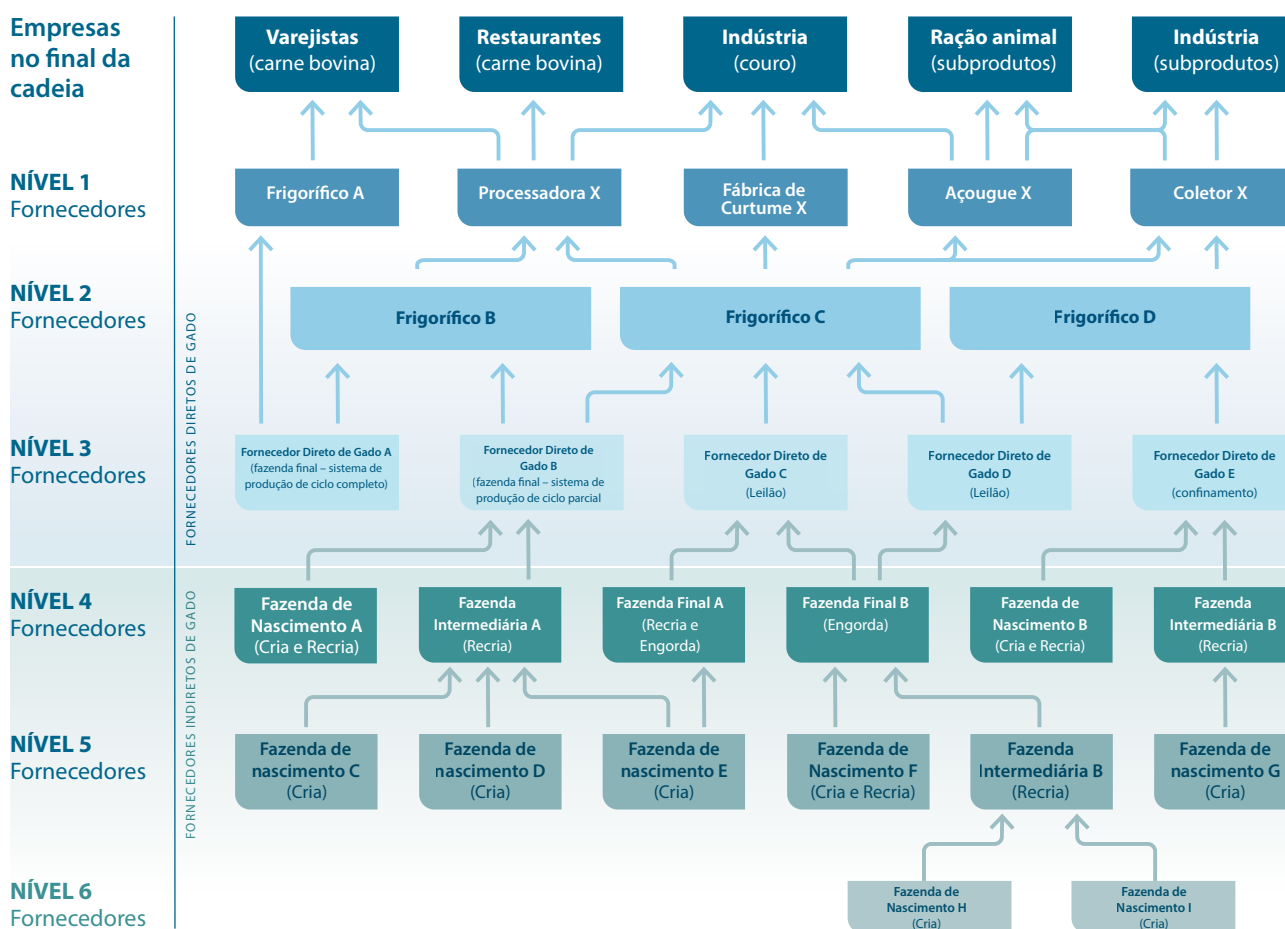 Empresas
no final da
cadeia
Varejistas
(carne bovina)
Restaurantes
(carne bovina)
Indústria
(couro)
Ração animal
(subprodutos)
Indústria
(subprodutos)
NÍVEL 1
Fornecedores
Frigorífico A
Processadora X
Fábrica de
Curtume X
Açougue X
Coletor X
NÍVEL 2
Fornecedores
Frigorífico B
Frigorífico C
Frigorífico D
FORNECEDORES DIRETOS DE GADO
NÍVEL 3
Fornecedores
Fornecedor Direto de Gado A
(fazenda final – sistema de
produção de ciclo completo)
Fornecedor Direto de
Gado B
(fazenda final – sistema de
produção de ciclo parcial
Fornecedor Direto de
Gado C
(Leilão)
Fornecedor Direto de
Gado D
(Leilão)
Fornecedor Direto de
Gado E
(confinamento)
FORNECEDORES INDIRETOS DE GADO
NÍVEL 4
Fornecedores
Fazenda de
Nascimento A
(Cria e Recria)
Fazenda
Intermediária A
(Recria)
Fazenda Final A
(Recria e
Engorda)
Fazenda Final B
(Engorda)
Fazenda de
Nascimento B
(Cria e Recria)
Fazenda
Intermediária B
(Recria)
NÍVEL 5
Fornecedores
Fazenda de
nascimento C
(Cria)
Fazenda de
nascimento D
(Cria)
Fazenda de
nascimento E
(Cria)
Fazenda de
Nascimento F
(Cria e Recria)
Fazenda
Intermediária B
(Recria)
Fazenda de
nascimento G
(Cria)
NÍVEL 6
Fornecedores
Fazenda de
Nascimento H
(Cria)
Fazenda de
Nascimento I
(Cria)